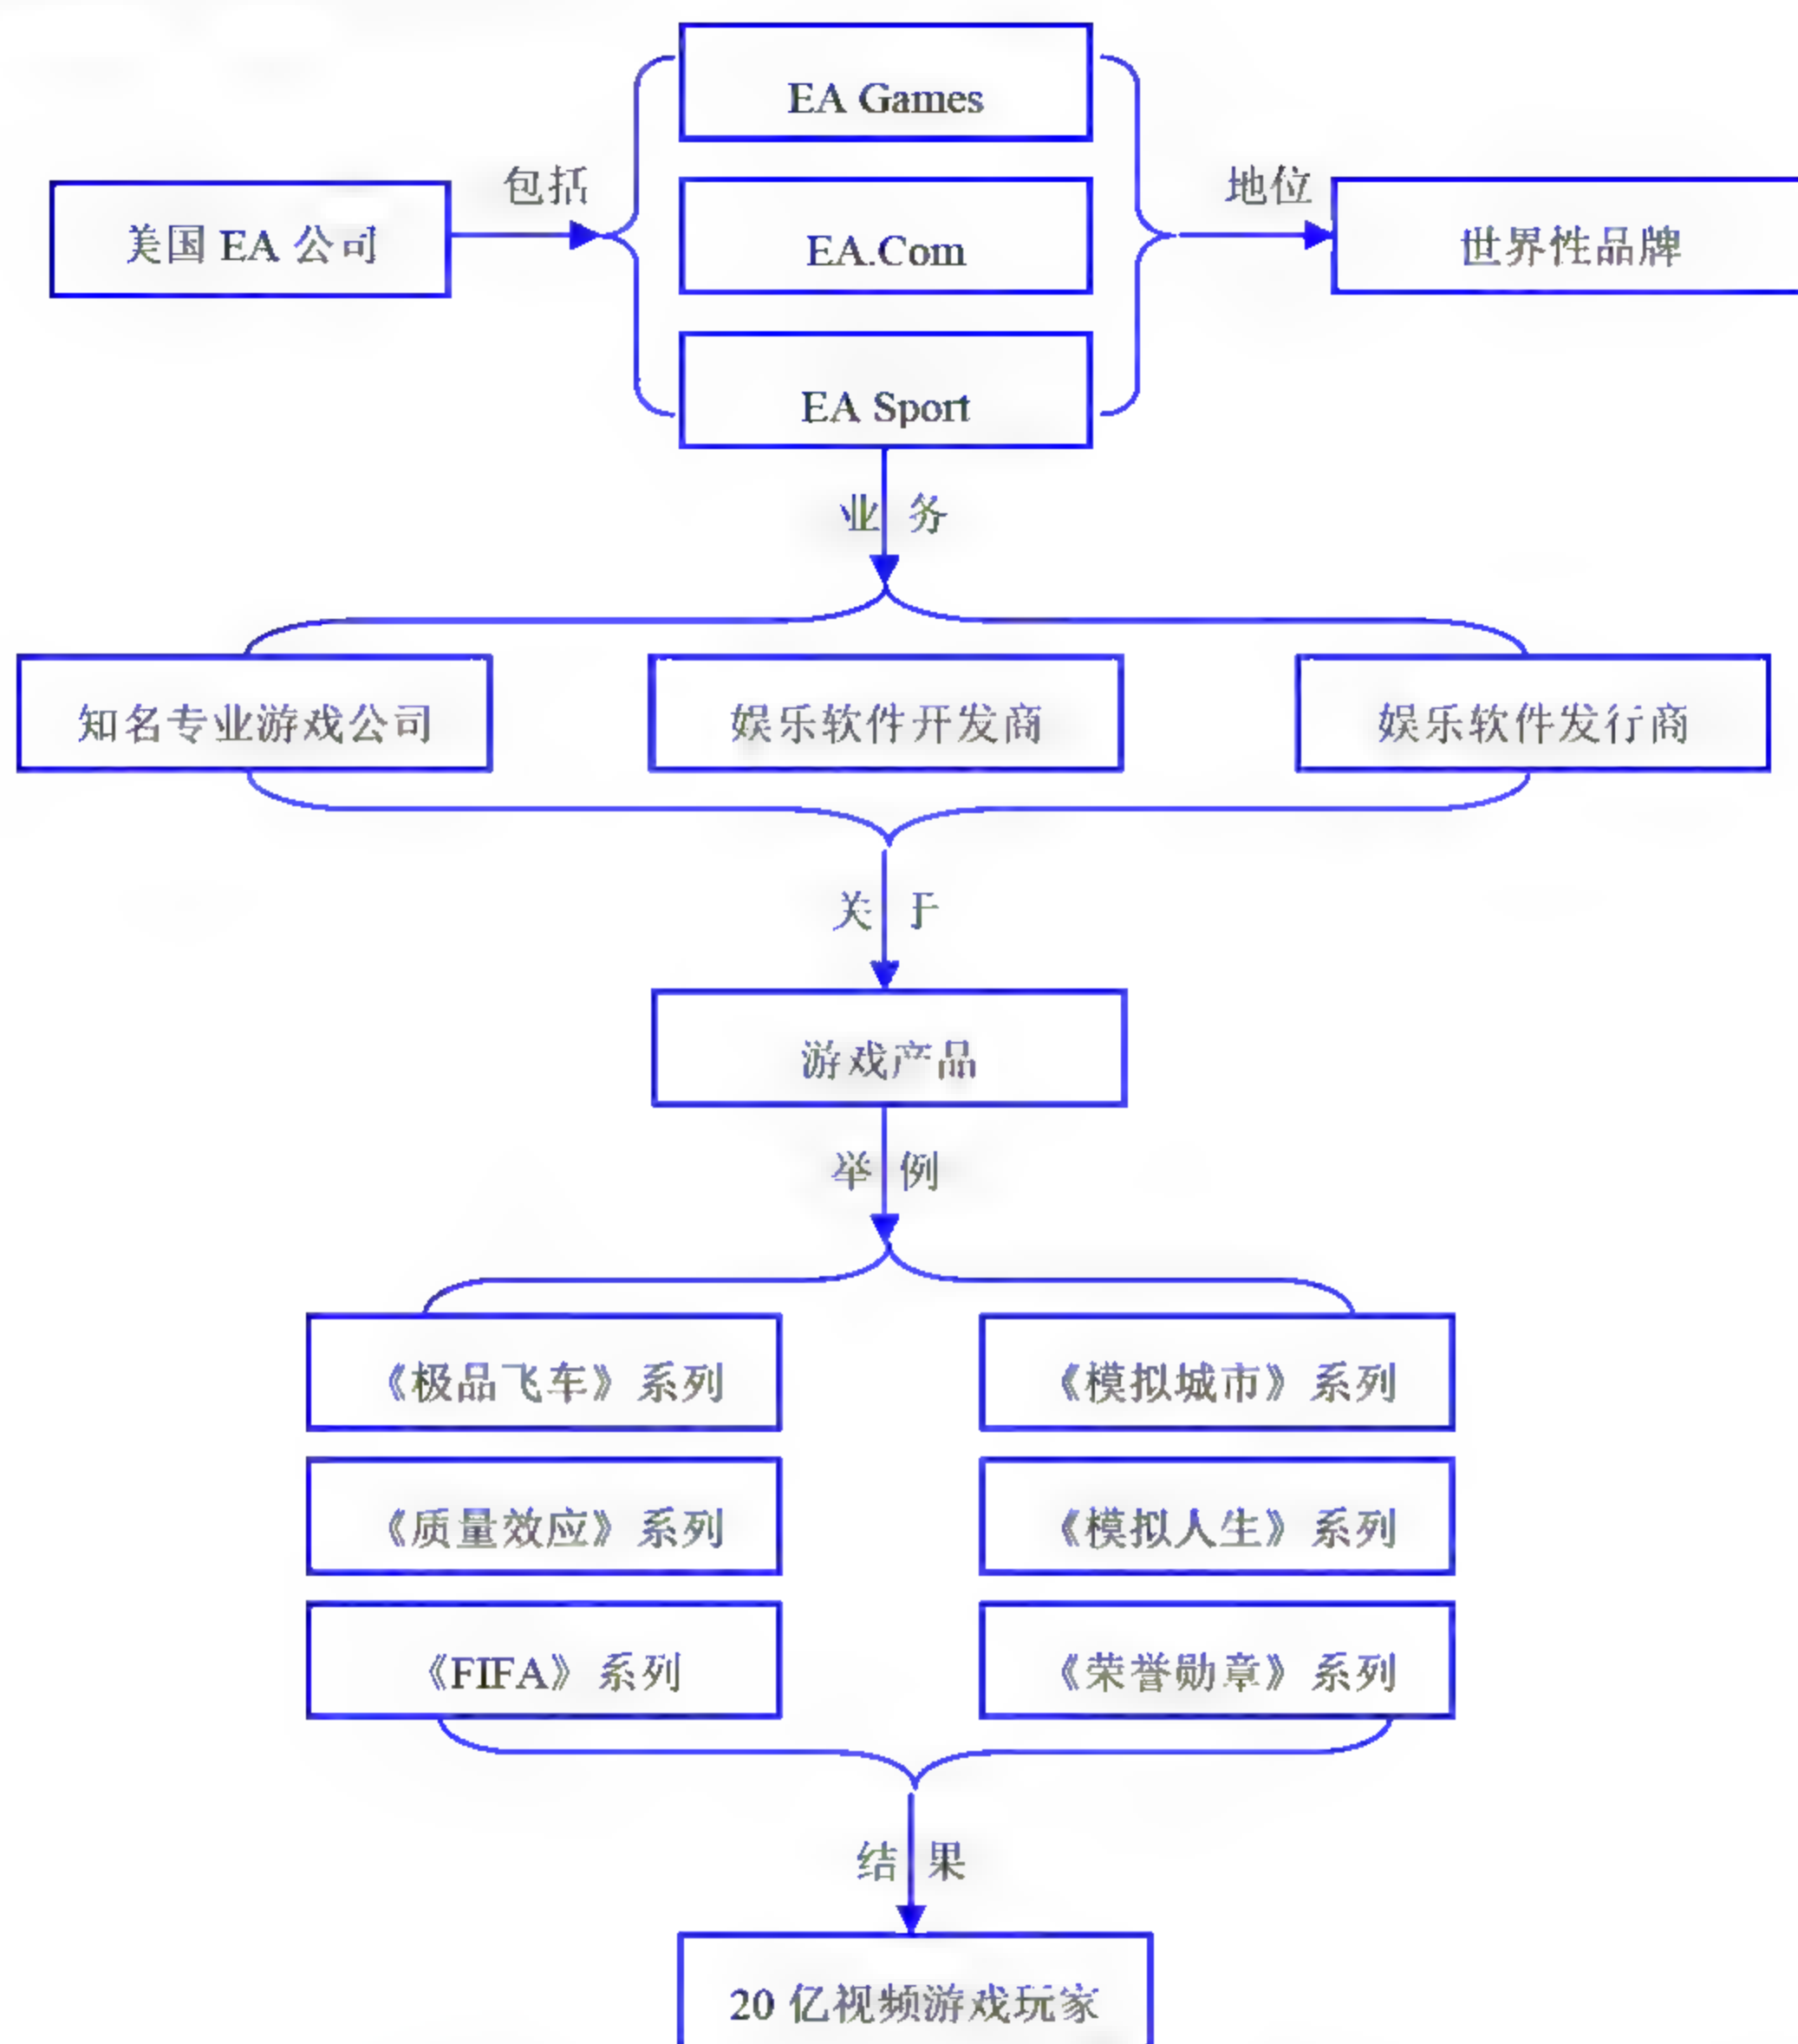 EA Games
包括
地位
美国 EA 公司
EA.Com
世界性品牌
EA Sport
业务
知名专业游戏公司
娱乐软件开发商
娱乐软件发行商
关于
游戏产品
举例
《极品飞车》系列
《模拟城市》系列
《质量效应》系列
《模拟人生》系列
《FIFA》系列
《荣誉勋章》系列
结果
20 亿视频游戏玩家